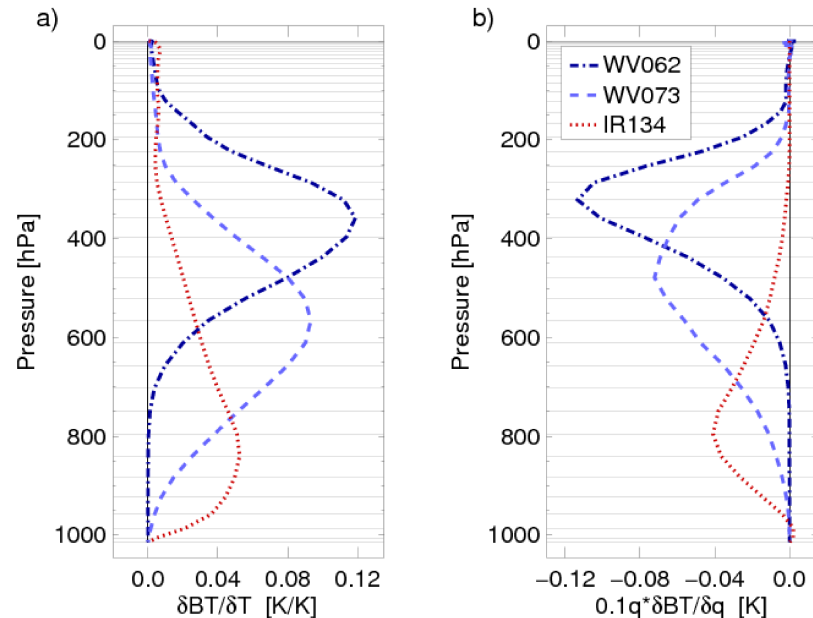 a)
b)
0
200
400
600
800
1000
Pressure [hPa]
0.0 0.04 0.08 0.12
δBT/δT [K/K]
0
200
400
600
800
1000
Pressure [hPa]
WV062
WV073
IR134
−0.12 −0.08 −0.04 0.0
0.1q*δBT/δq [K]